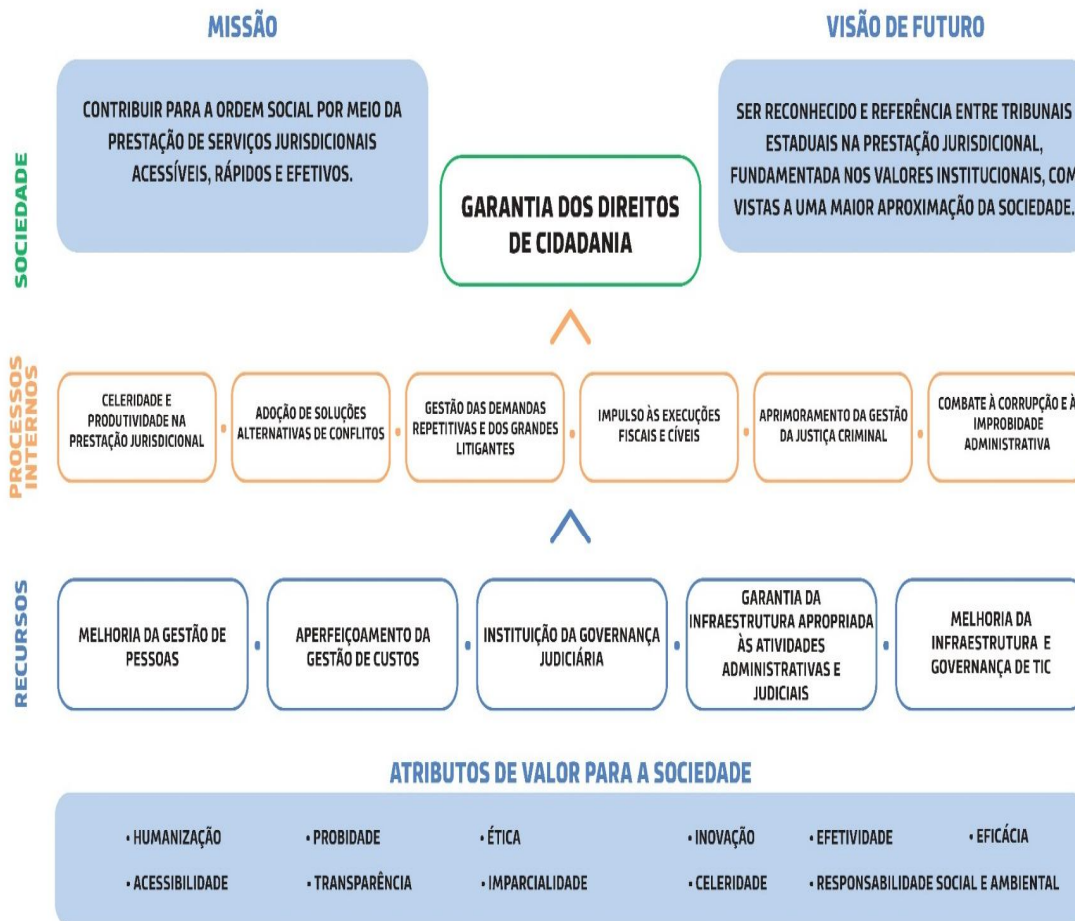 MISSÃO
CONTRIBUIR PARA A ORDEM SOCIAL POR MEIO DA
PRESTAÇÃO DE SERVIÇOS JURISDICIONAIS
ACESSÍVEIS, RÁPIDOS E EFETIVOS.
VISÃO DE FUTURO
SER RECONHECIDO E REFERÊNCIA ENTRE TRIBUNAIS
ESTADUAIS NA PRESTAÇÃO JURISDICIONAL,
FUNDAMENTADA NOS VALORES INSTITUCIONAIS, COM
VISTAS A UMA MAIOR APROXIMAÇÃO DA SOCIEDADE.
SOCIEDADE
GARANTIA DOS DIREITOS
DE CIDADANIA
PROCESSOS
INTERNOS
CELERIDADE E
PRODUTIVIDADE NA
PRESTAÇÃO JURISDICIONAL
ADOÇÃO DE SOLUÇÕES
ALTERNATIVAS DE CONFLITOS
GESTÃO DAS DEMANDAS
REPETITIVAS E DOS GRANDES
LITIGANTES
IMPULSO ÀS EXECUÇÕES
FISCAIS E CÍVEIS
APRIMORAMENTO DA GESTÃO
DA JUSTIÇA CRIMINAL
COMBATE À CORRUPÇÃO E À
IMPROBIDADE
ADMINISTRATIVA
RECURSOS
MELHORIA DA GESTÃO DE
PESSOAS
APERFEIÇOAMENTO DA
GESTÃO DE CUSTOS
INSTITUIÇÃO DA GOVERNANÇA
JUDICIÁRIA
GARANTIA DA
INFRAESTRUTURA APROPRIADA
ÀS ATIVIDADES
ADMINISTRATIVAS E
JUDICIAIS
MELHORIA DA
INFRAESTRUTURA E
GOVERNANÇA DE TIC
ATRIBUTOS DE VALOR PARA A SOCIEDADE
• HUMANIZAÇÃO • PROBIDADE • ÉTICA • INOVAÇÃO • EFETIVIDADE • EFICÁCIA
• ACESSIBILIDADE • TRANSPARÊNCIA • IMPARCIALIDADE • CELERIDADE • RESPONSABILIDADE SOCIAL E AMBIENTAL